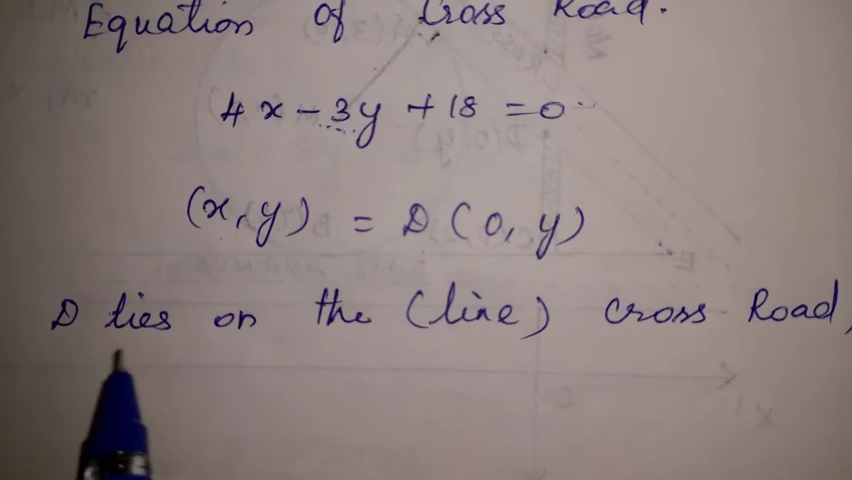 Equation of Cross Road.
4x - 3y + 18 = 0
(x, y) = D (0, y)
D lies on the (line) cross Road,